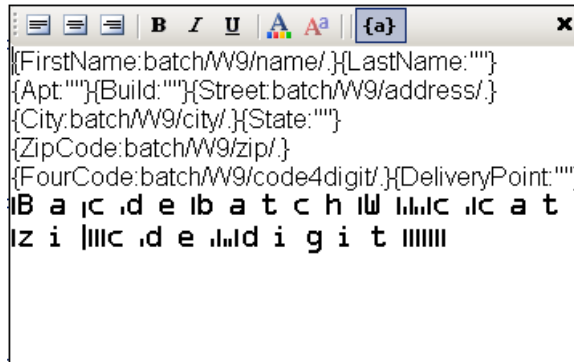 B I U A Aa {a} x
{FirstName:batch/W9/name/.}{LastName:""}
{Apt:""}{Build:""}{Street:batch/W9/address/.}
{City:batch/W9/city/.}{State:""}
{ZipCode:batch/W9/zip/.}
{FourCode:batch/W9/code4digit/.}{DeliveryPoint:""}
B a c d e b a t c h W c c a t
z i c d e d i g i t